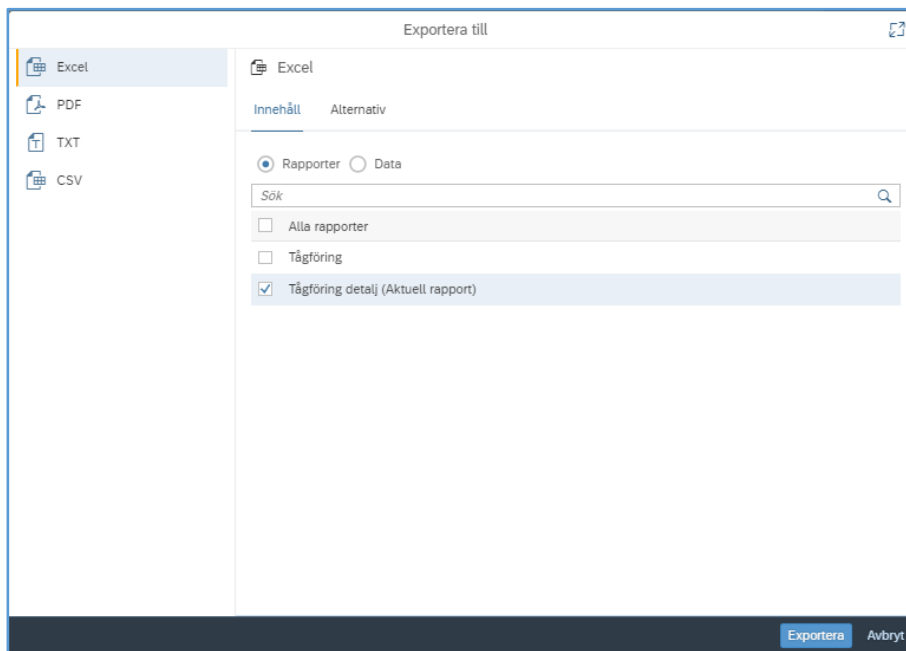 Exportera till
Excel
PDF
TXT
CSV
Excel
Innehåll Alternativ
Rapporter Data
Sök
Alla rapporter
Tågföring
Tågföring detalj (Aktuell rapport)
Exportera Avbryt